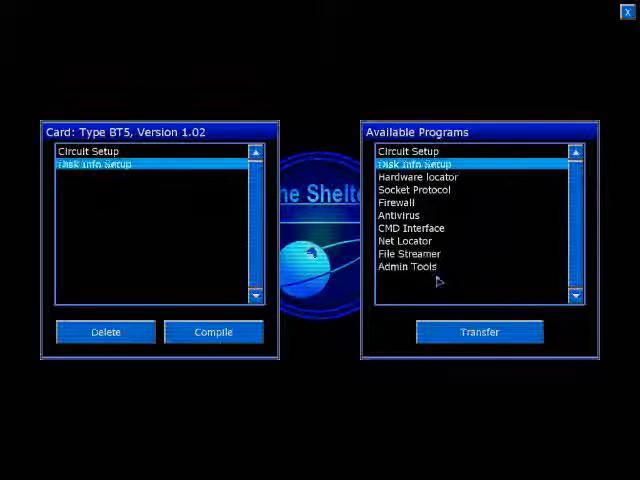 X
Card: Type BT5, Version 1.02
Circuit Setup
Disk Info Setup
Delete
Compile
he Shelte
Available Programs
Circuit Setup
Disk Info Setup
Hardware locator
Socket Protocol
Firewall
Antivirus
CMD Interface
Net Locator
File Streamer
Admin Tools
Transfer